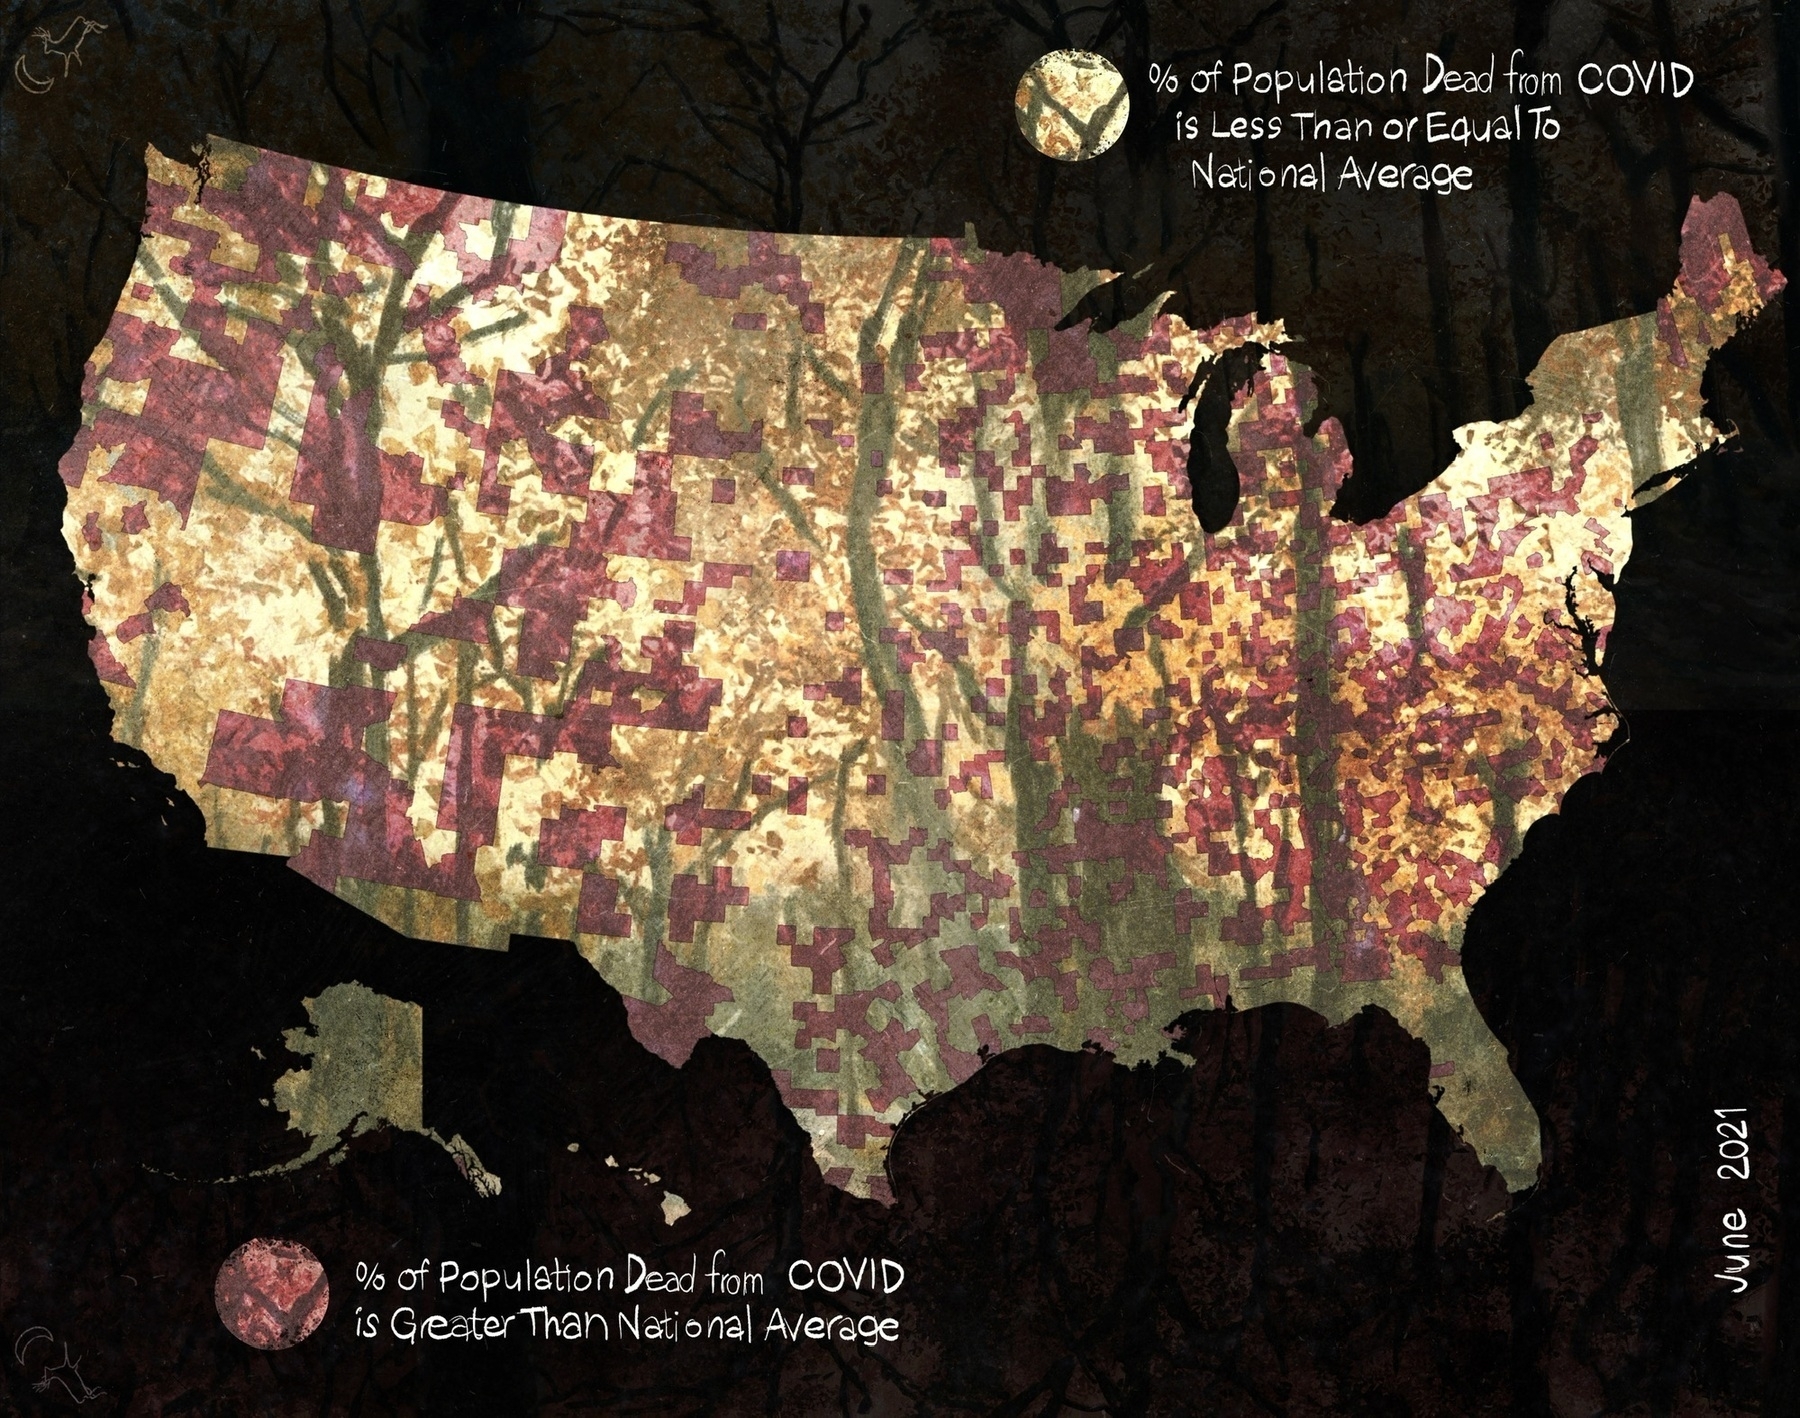 % of Population Dead from COVID
is Less Than or Equal To
National Average
June 2021
% of Population Dead from COVID
is Greater Than National Average